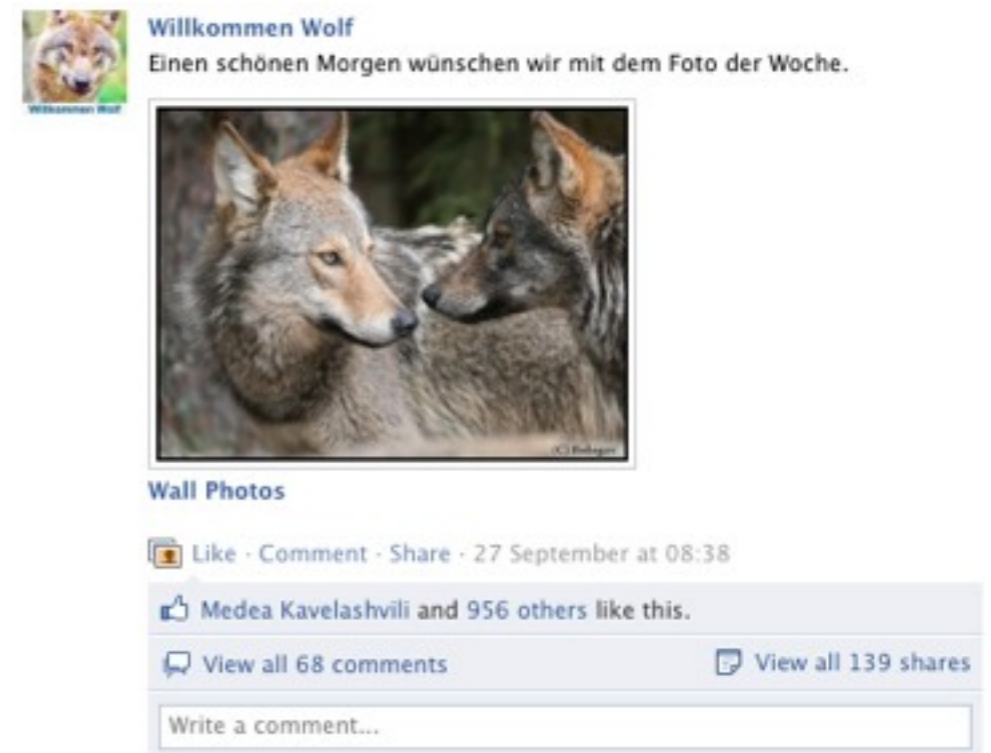 Willkommen Wolf
Einen schönen Morgen wünschen wir mit dem Foto der Woche.
Willkommen Wolf
Wall Photos
Like · Comment · Share · 27 September at 08:38
Medea Kavelashvili and 956 others like this.
View all 68 comments View all 139 shares
Write a comment...